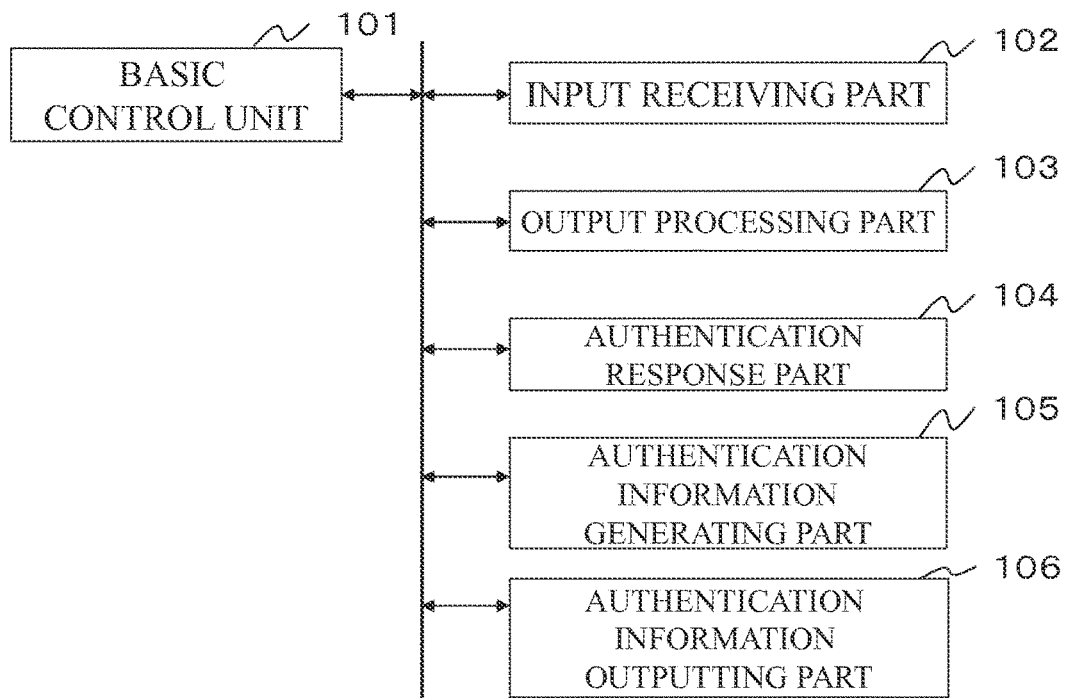 101
BASIC
CONTROL UNIT
102
INPUT RECEIVING PART
103
OUTPUT PROCESSING PART
104
AUTHENTICATION
RESPONSE PART
105
AUTHENTICATION
INFORMATION
GENERATING PART
106
AUTHENTICATION
INFORMATION
OUTPUTTING PART